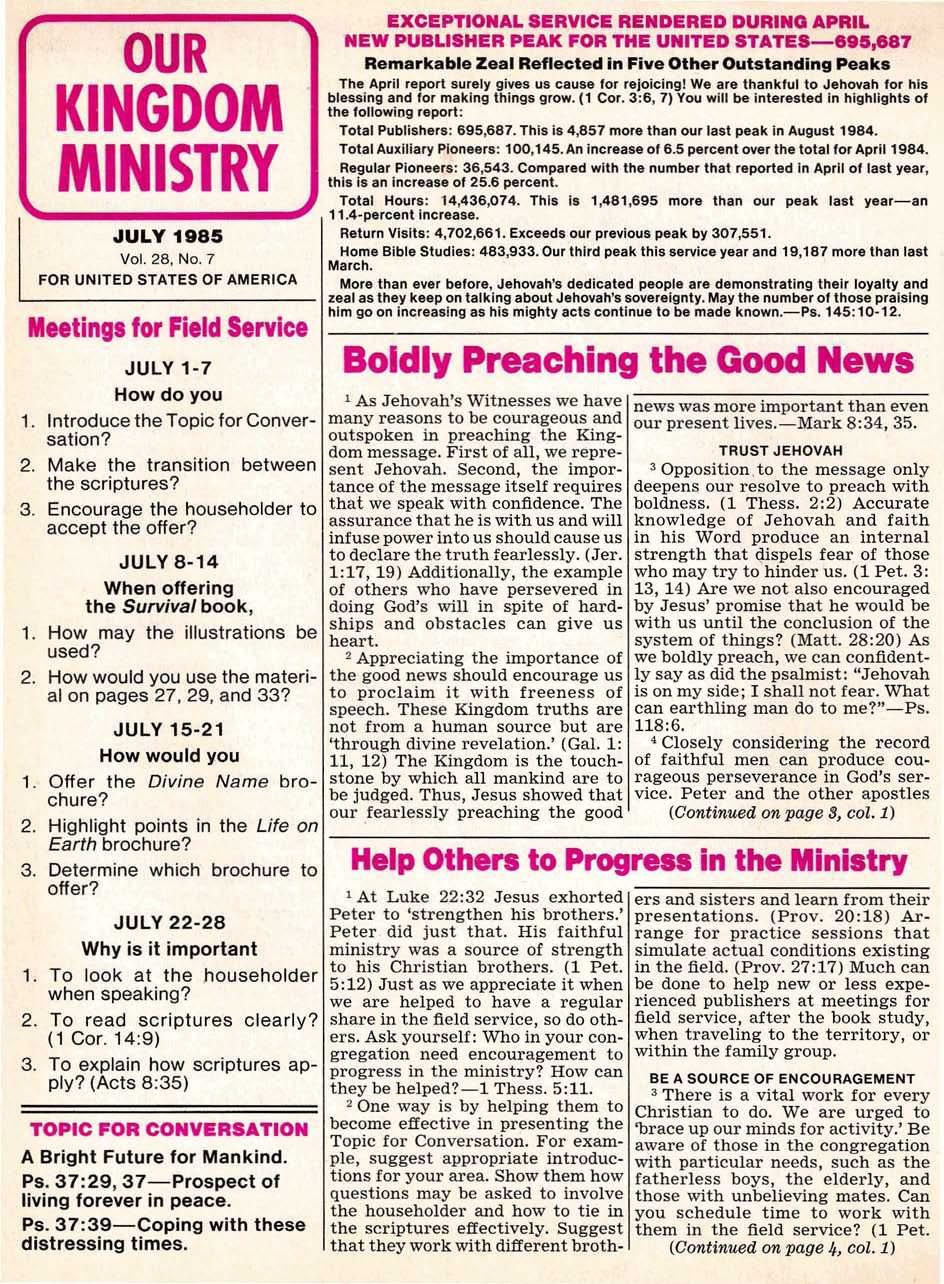 OUR
KINGDOM
MINISTRY
JULY 1985
Vol. 28, No. 7
FOR UNITED STATES OF AMERICA
Meetings for Field Service
JULY 1-7
How do you
1. Introduce the Topic for Conver-
sation?
2. Make the transition between
the scriptures?
3. Encourage the householder to
accept the offer?
JULY 8-14
When offering
the Survival book,
1. How may the illustrations be
used?
2. How would you use the materi-
al on pages 27, 29, and 33?
JULY 15-21
How would you
1. Offer the Divine Name bro-
chure?
2. Highlight points in the Life on
Earth brochure?
3. Determine which brochure to
offer?
JULY 22-28
Why is it important
1. To look at the householder
when speaking?
2. To read scriptures clearly?
(1 Cor. 14:9)
3. To explain how scriptures ap-
ply? (Acts 8:35)
TOPIC FOR CONVERSATION
A Bright Future for Mankind.
Ps. 37:29, 37—Prospect of
living forever in peace.
Ps. 37:39—Coping with these
distressing times.
EXCEPTIONAL SERVICE RENDERED DURING APRIL
NEW PUBLISHER PEAK FOR THE UNITED STATES—695,687
Remarkable Zeal Reflected in Five Other Outstanding Peaks
The April report surely gives us cause for rejoicing! We are thankful to Jehovah for his
blessing and for making things grow. (1 Cor. 3:6, 7) You will be interested in highlights of
the following report:
Total Publishers: 695,687. This is 4,857 more than our last peak in August 1984.
Total Auxiliary Pioneers: 100,145. An increase of 6.5 percent over the total for April 1984.
Regular Pioneers: 36,543. Compared with the number that reported in April of last year,
this is an increase of 25.6 percent.
Total Hours: 14,436,074. This is 1,481,695 more than our peak last year—an
11.4-percent increase.
Return Visits: 4,702,661. Exceeds our previous peak by 307,551.
Home Bible Studies: 483,933. Our third peak this service year and 19,187 more than last
March.
More than ever before, Jehovah's dedicated people are demonstrating their loyalty and
zeal as they keep on talking about Jehovah's sovereignty. May the number of those praising
him go on increasing as his mighty acts continue to be made known.—Ps. 145:10-12.
Boldly Preaching the Good News
1 As Jehovah's Witnesses we have
many reasons to be courageous and
outspoken in preaching the King-
dom message. First of all, we repre-
sent Jehovah. Second, the impor-
tance of the message itself requires
that we speak with confidence. The
assurance that he is with us and will
infuse power into us should cause us
to declare the truth fearlessly. (Jer.
1:17, 19) Additionally, the example
of others who have persevered in
doing God's will in spite of hard-
ships and obstacles can give us
heart.
2 Appreciating the importance of
the good news should encourage us
to proclaim it with freeness of
speech. These Kingdom truths are
not from a human source but are
'through divine revelation.' (Gal. 1:
11, 12) The Kingdom is the touch-
stone by which all mankind are to
be judged. Thus, Jesus showed that
our fearlessly preaching the good
news was more important than even
our present lives.—Mark 8:34, 35.
TRUST JEHOVAH
3 Opposition to the message only
deepens our resolve to preach with
boldness. (1 Thess. 2:2) Accurate
knowledge of Jehovah and faith
in his Word produce an internal
strength that dispels fear of those
who may try to hinder us. (1 Pet. 3:
13, 14) Are we not also encouraged
by Jesus' promise that he would be
with us until the conclusion of the
system of things? (Matt. 28:20) As
we boldly preach, we can confident-
ly say as did the psalmist: "Jehovah
is on my side; I shall not fear. What
can earthling man do to me?"—Ps.
118:6.
4 Closely considering the record
of faithful men can produce cou-
rageous perseverance in God's ser-
vice. Peter and the other apostles
(Continued on page 3, col. 1)
Help Others to Progress in the Ministry
1 At Luke 22:32 Jesus exhorted
Peter to 'strengthen his brothers.'
Peter did just that. His faithful
ministry was a source of strength
to his Christian brothers. (1 Pet.
5:12) Just as we appreciate it when
we are helped to have a regular
share in the field service, so do oth-
ers. Ask yourself: Who in your con-
gregation need encouragement to
progress in the ministry? How can
they be helped?—1 Thess. 5:11.
2 One way is by helping them to
become effective in presenting the
Topic for Conversation. For exam-
ple, suggest appropriate introduc-
tions for your area. Show them how
questions may be asked to involve
the householder and how to tie in
the scriptures effectively. Suggest
that they work with different broth-
ers and sisters and learn from their
presentations. (Prov. 20:18) Ar-
range for practice sessions that
simulate actual conditions existing
in the field. (Prov. 27:17) Much can
be done to help new or less expe-
rienced publishers at meetings for
field service, after the book study,
when traveling to the territory, or
within the family group.
BE A SOURCE OF ENCOURAGEMENT
3 There is a vital work for every
Christian to do. We are urged to
'brace up our minds for activity.' Be
aware of those in the congregation
with particular needs, such as the
fatherless boys, the elderly, and
those with unbelieving mates. Can
you schedule time to work with
them in the field service? (1 Pet.
(Continued on page 4, col. 1)